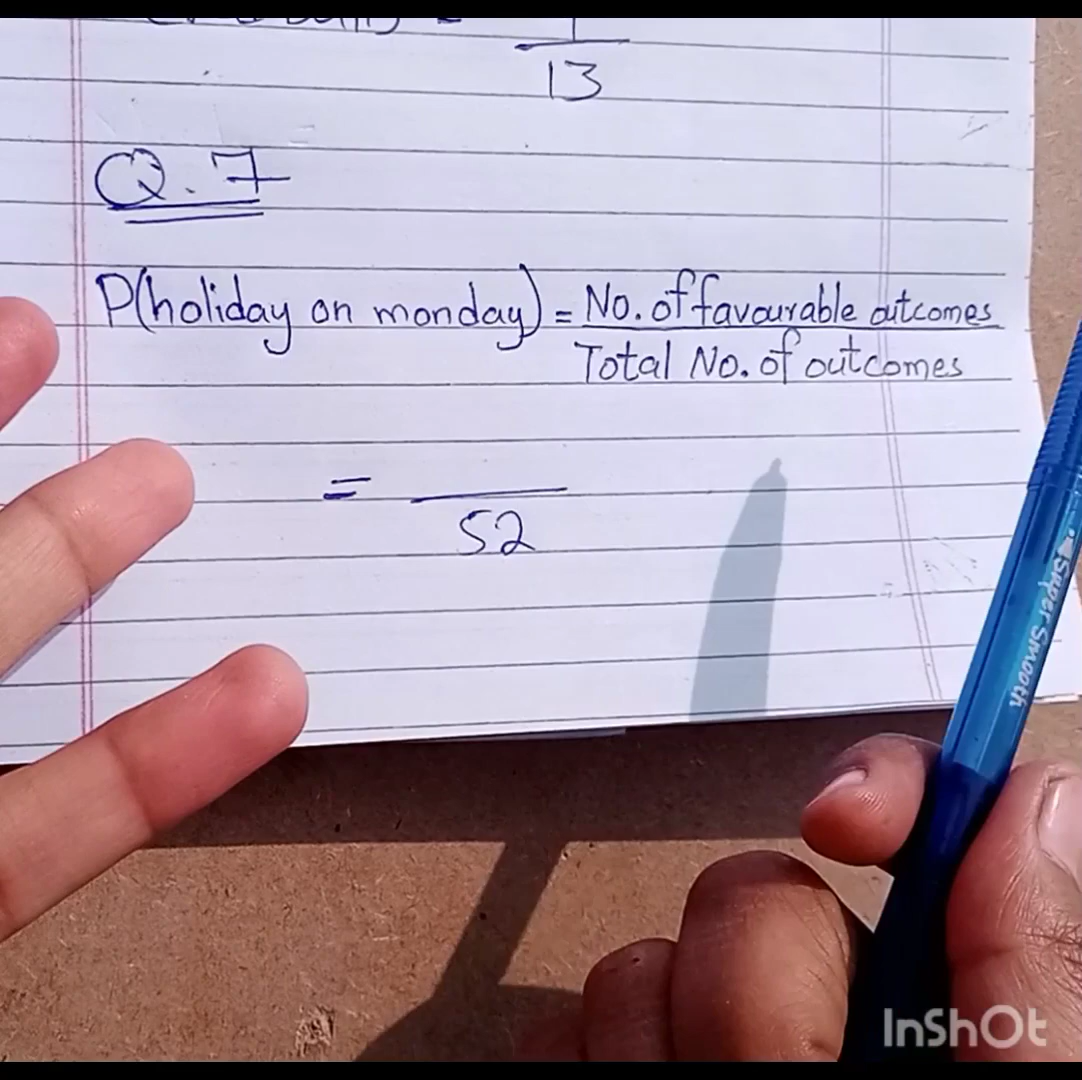 13
Q.7
P(holiday on monday) = No. of favourable outcomes
Total No. of outcomes
=
52
Super Smooth
InShOt